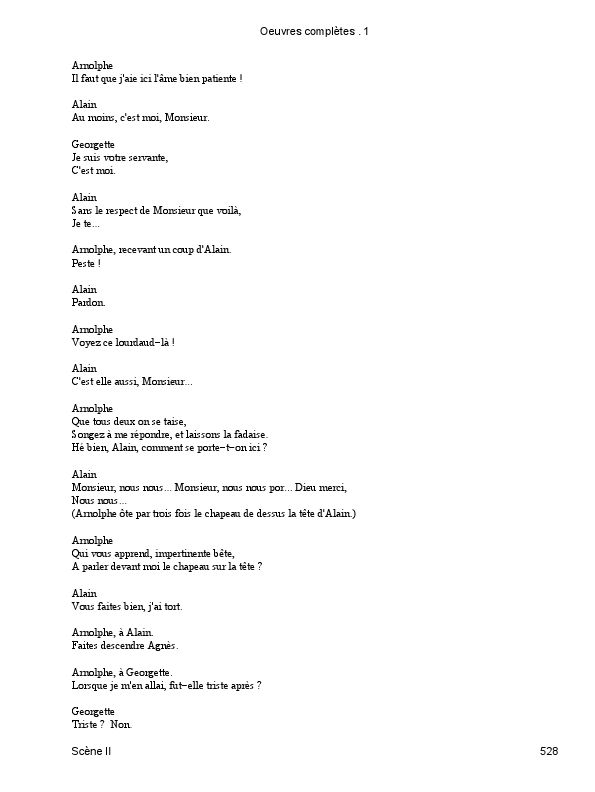 Oeuvres complètes . 1
Arnolphe
Il faut que j'aie ici l'âme bien patiente !
Alain
Au moins, c'est moi, Monsieur.
Georgette
Je suis votre servante,
C'est moi.
Alain
Sans le respect de Monsieur que voilà,
Je te...
Arnolphe, recevant un coup d'Alain.
Peste !
Alain
Pardon.
Arnolphe
Voyez ce lourdaud-là !
Alain
C'est elle aussi, Monsieur...
Arnolphe
Que tous deux on se taise,
Songez à me répondre, et laissons la fadaise.
Hé bien, Alain, comment se porte-t-on ici ?
Alain
Monsieur, nous nous... Monsieur, nous nous por... Dieu merci,
Nous nous...
(Arnolphe ôte par trois fois le chapeau de dessus la tête d'Alain.)
Arnolphe
Qui vous apprend, impertinente bête,
A parler devant moi le chapeau sur la tête ?
Alain
Vous faites bien, j'ai tort.
Arnolphe, à Alain.
Faites descendre Agnès.
Arnolphe, à Georgette.
Lorsque je m'en allai, fut-elle triste après ?
Georgette
Triste ? Non.
Scène II 528